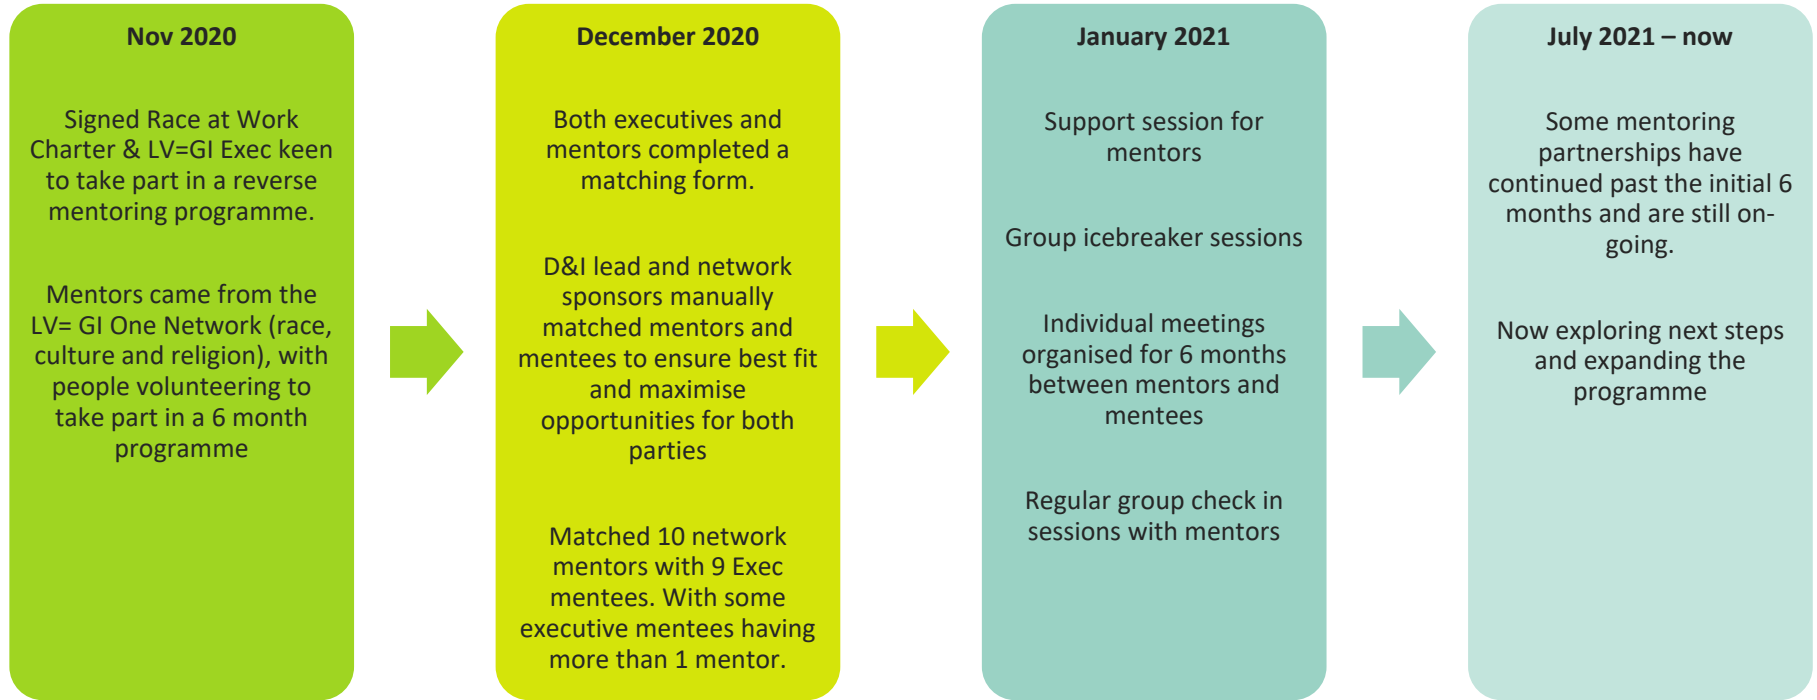 Nov 2020
Signed Race at Work
Charter & LV=GI Exec keen
to take part in a reverse
mentoring programme.
Mentors came from the
LV= GI One Network (race,
culture and religion), with
people volunteering to
take part in a 6 month
programme
December 2020
Both executives and
mentors completed a
matching form.
D&I lead and network
sponsors manually
matched mentors and
mentees to ensure best fit
and maximise
opportunities for both
parties
Matched 10 network
mentors with 9 Exec
mentees. With some
executive mentees having
more than 1 mentor.
January 2021
Support session for
mentors
Group icebreaker sessions
Individual meetings
organised for 6 months
between mentors and
mentees
Regular group check in
sessions with mentors
July 2021 – now
Some mentoring
partnerships have
continued past the initial 6
months and are still on-
going.
Now exploring next steps
and expanding the
programme